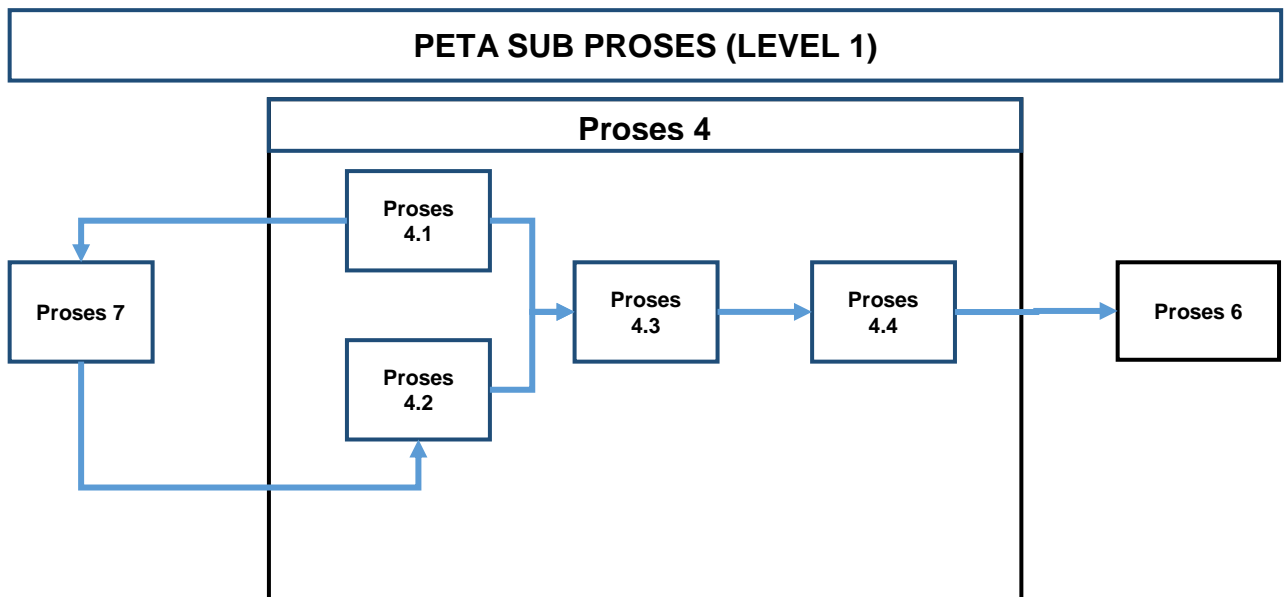 PETA SUB PROSES (LEVEL 1)
Proses 4
Proses
4.1
Proses 7
Proses
4.3
Proses
4.4
Proses 6
Proses
4.2